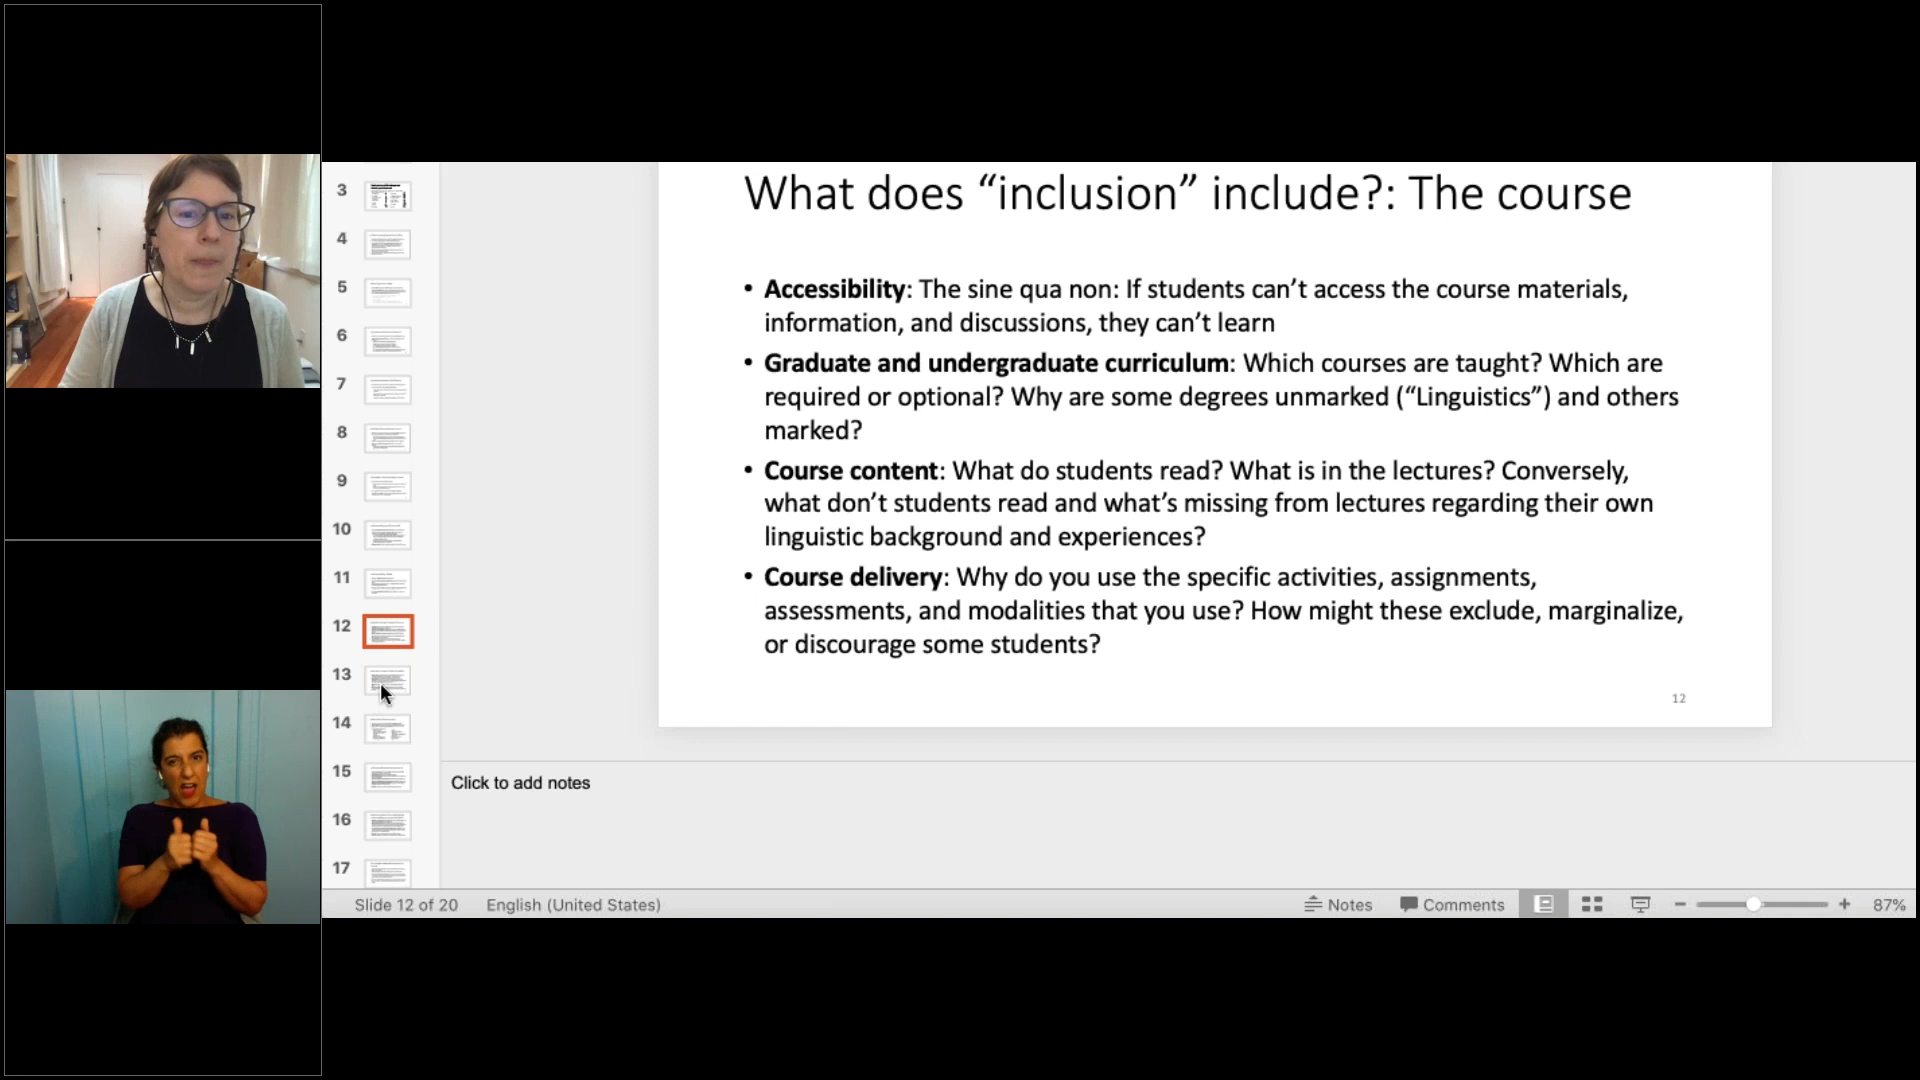 What does “inclusion” include?: The course
• Accessibility: The sine qua non: If students can’t access the course materials,
information, and discussions, they can’t learn
• Graduate and undergraduate curriculum: Which courses are taught? Which are
required or optional? Why are some degrees unmarked (“Linguistics”) and others
marked?
• Course content: What do students read? What is in the lectures? Conversely,
what don’t students read and what’s missing from lectures regarding their own
linguistic background and experiences?
• Course delivery: Why do you use the specific activities, assignments,
assessments, and modalities that you use? How might these exclude, marginalize,
or discourage some students?
12
3
4
5
6
7
8
9
10
11
12
13
14
15
16
17
Click to add notes
Slide 12 of 20
English (United States)
Notes
Comments
87%